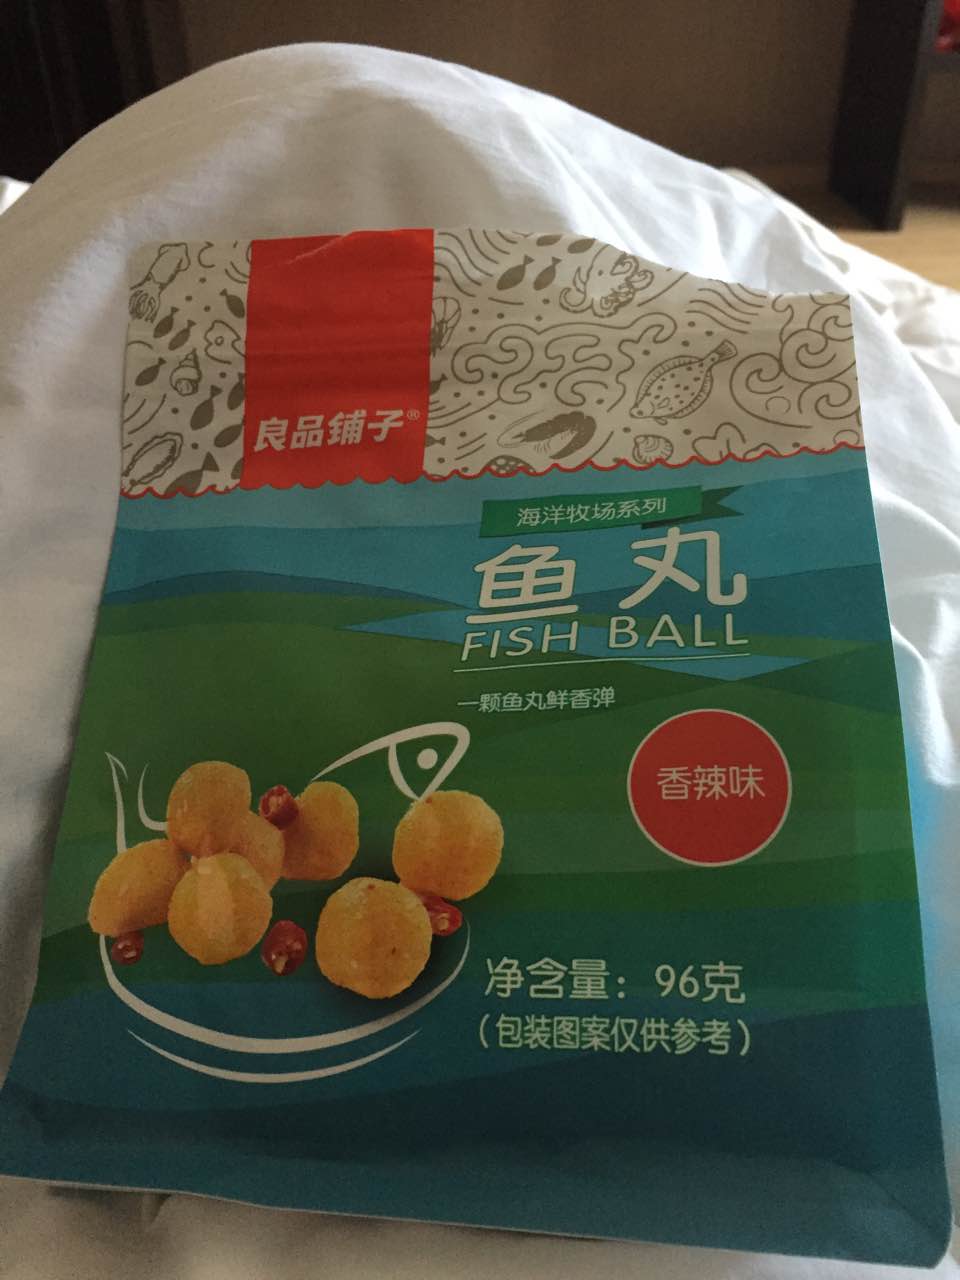 良品铺子®
海洋牧场系列
鱼丸
FISH BALL
一颗鱼丸鲜香弹
香辣味
净含量：96克
（包装图案仅供参考）